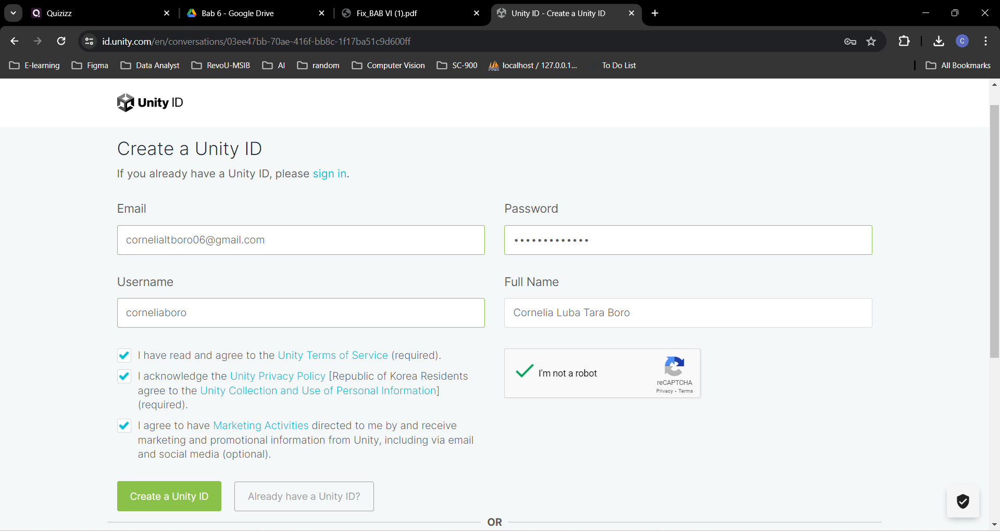 Quizizz
Bab 6 - Google Drive
Fix_BAB VI (1).pdf
Unity ID - Create a Unity ID
id.unity.com/en/conversations/03ee47bb-70ae-416f-bb8c-1f17ba51c9d600ff
C
E-learning
Figma
Data Analyst
RevoU-MSIB
AI
random
Computer Vision
SC-900
localhost / 127.0.0.1...
To Do List
All Bookmarks
Unity ID
Create a Unity ID
If you already have a Unity ID, please sign in.
Email
Password
cornelialtboro06@gmail.com
•••••••••••••
Username
Full Name
corneliaboro
Cornelia Luba Tara Boro
I have read and agree to the Unity Terms of Service (required).
I acknowledge the Unity Privacy Policy [Republic of Korea Residents
agree to the Unity Collection and Use of Personal Information]
(required).
I agree to have Marketing Activities directed to me by and receive
marketing and promotional information from Unity, including via email
and social media (optional).
I'm not a robot
reCAPTCHA
Privacy - Terms
Create a Unity ID
Already have a Unity ID?
OR